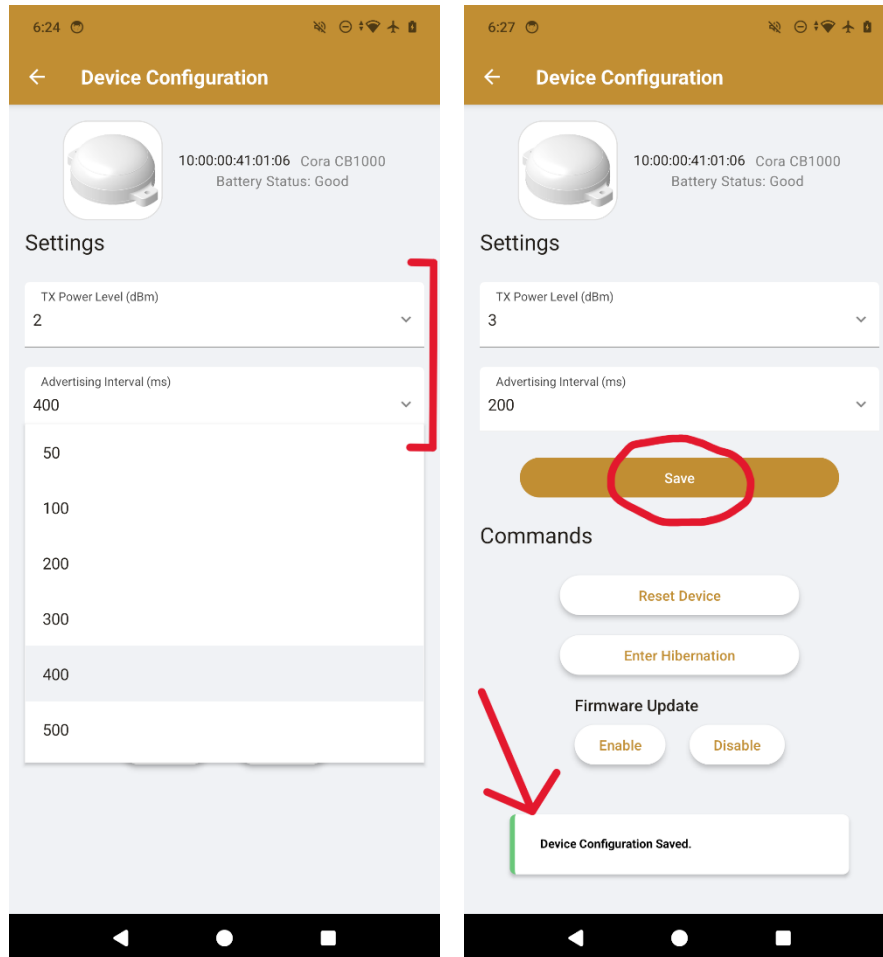 6:24
Device Configuration
10:00:00:41:01:06 Cora CB1000
Battery Status: Good
Settings
TX Power Level (dBm)
2
Advertising Interval (ms)
400
50
100
200
300
400
500
6:27
Device Configuration
10:00:00:41:01:06 Cora CB1000
Battery Status: Good
Settings
TX Power Level (dBm)
3
Advertising Interval (ms)
200
Save
Commands
Reset Device
Enter Hibernation
Firmware Update
Enable Disable
Device Configuration Saved.